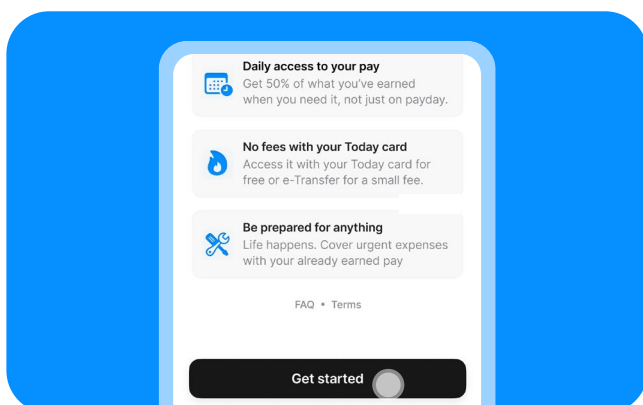 Daily access to your pay
Get 50% of what you've earned
when you need it, not just on payday.
No fees with your Today card
Access it with your Today card for
free or e-Transfer for a small fee.
Be prepared for anything
Life happens. Cover urgent expenses
with your already earned pay
FAQ • Terms
Get started